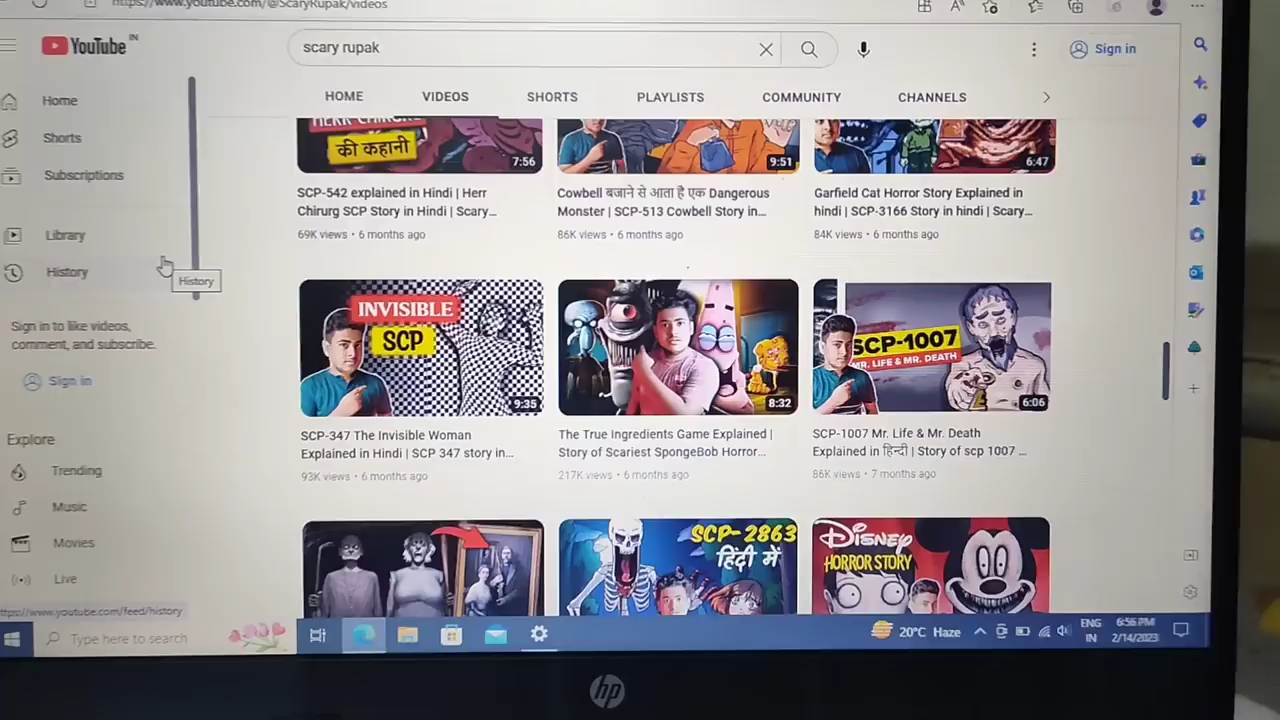 https://www.youtube.com/@ScaryRupak/videos
YouTube IN
scary rupak
Sign in
HOME VIDEOS SHORTS PLAYLISTS COMMUNITY CHANNELS
Home
Shorts
Subscriptions
Library
History
History
Sign in to like videos,
comment, and subscribe.
Sign in
Explore
Trending
Music
Movies
Live
की कहानी
7:56
9:51
6:47
SCP-542 explained in Hindi | Herr
Chirurg SCP Story in Hindi | Scary...
69K views • 6 months ago
Cowbell बजाने से आता है एक Dangerous
Monster | SCP-513 Cowbell Story in...
86K views • 6 months ago
Garfield Cat Horror Story Explained in
hindi | SCP-3166 Story in hindi | Scary...
84K views • 6 months ago
INVISIBLE
SCP
9:35
8:32
SCP-1007
MR. LIFE & MR. DEATH
6:06
SCP-347 The Invisible Woman
Explained in Hindi | SCP 347 story in...
93K views • 6 months ago
The True Ingredients Game Explained |
Story of Scariest SpongeBob Horror...
217K views • 6 months ago
SCP-1007 Mr. Life & Mr. Death
Explained in हिन्दी | Story of scp 1007 ...
86K views • 7 months ago
SCP-2863
हिंदी में
DISNEY
HORROR STORY
ttps://www.youtube.com/feed/history
Type here to search
20°C Haze
ENG
IN
6:56 PM
2/14/2023
hp